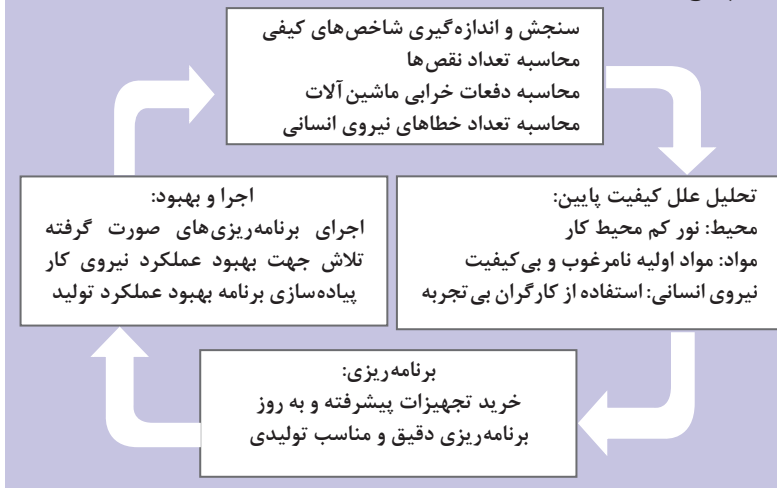 سنجش و اندازه‌گیری شاخص‌های کیفی
محاسبه تعداد نقص‌ها
محاسبه دفعات خرابی ماشین‌آلات
محاسبه تعداد خطاهای نیروی انسانی
تحلیل علل کیفیت پایین:
محیط: نور کم محیط کار
مواد: مواد اولیه نامرغوب و بی‌کیفیت
نیروی انسانی: استفاده از کارگران بی‌تجربه
برنامه‌ریزی:
خرید تجهیزات پیشرفته و به روز
برنامه‌ریزی دقیق و مناسب تولیدی
اجرا و بهبود:
اجرای برنامه‌ریزی‌های صورت گرفته
تلاش جهت بهبود عملکرد نیروی کار
پیاده‌سازی برنامه بهبود عملکرد تولید